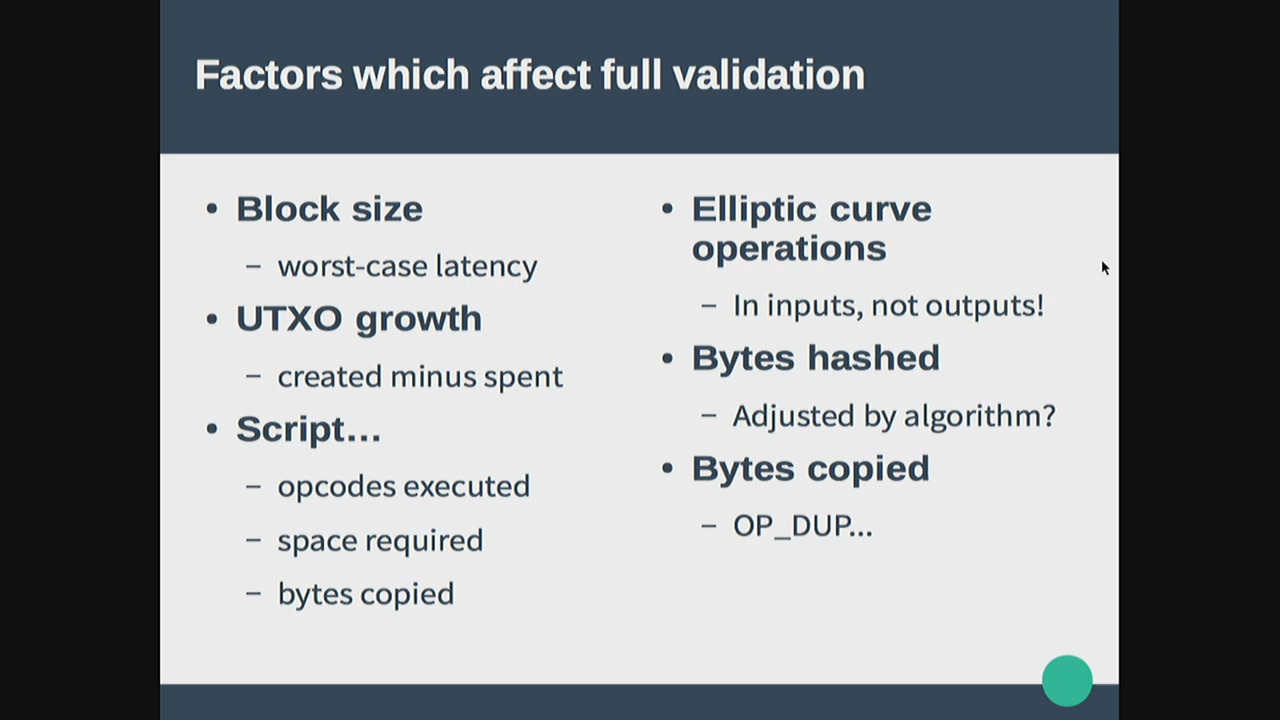 Factors which affect full validation
• Block size
– worst-case latency
• UTXO growth
– created minus spent
• Script...
– opcodes executed
– space required
– bytes copied
• Elliptic curve
operations
– In inputs, not outputs!
• Bytes hashed
– Adjusted by algorithm?
• Bytes copied
– OP_DUP...